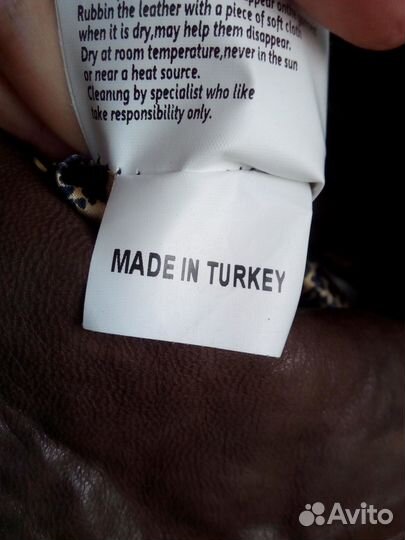 Rubbin the leather with a piece of soft cloth
when it is dry,may help them disappear.
Dry at room temperature,never in the sun
or near a heat source.
Cleanıng by specialist who like
take responsibility only.
MADE IN TURKEY
Avito